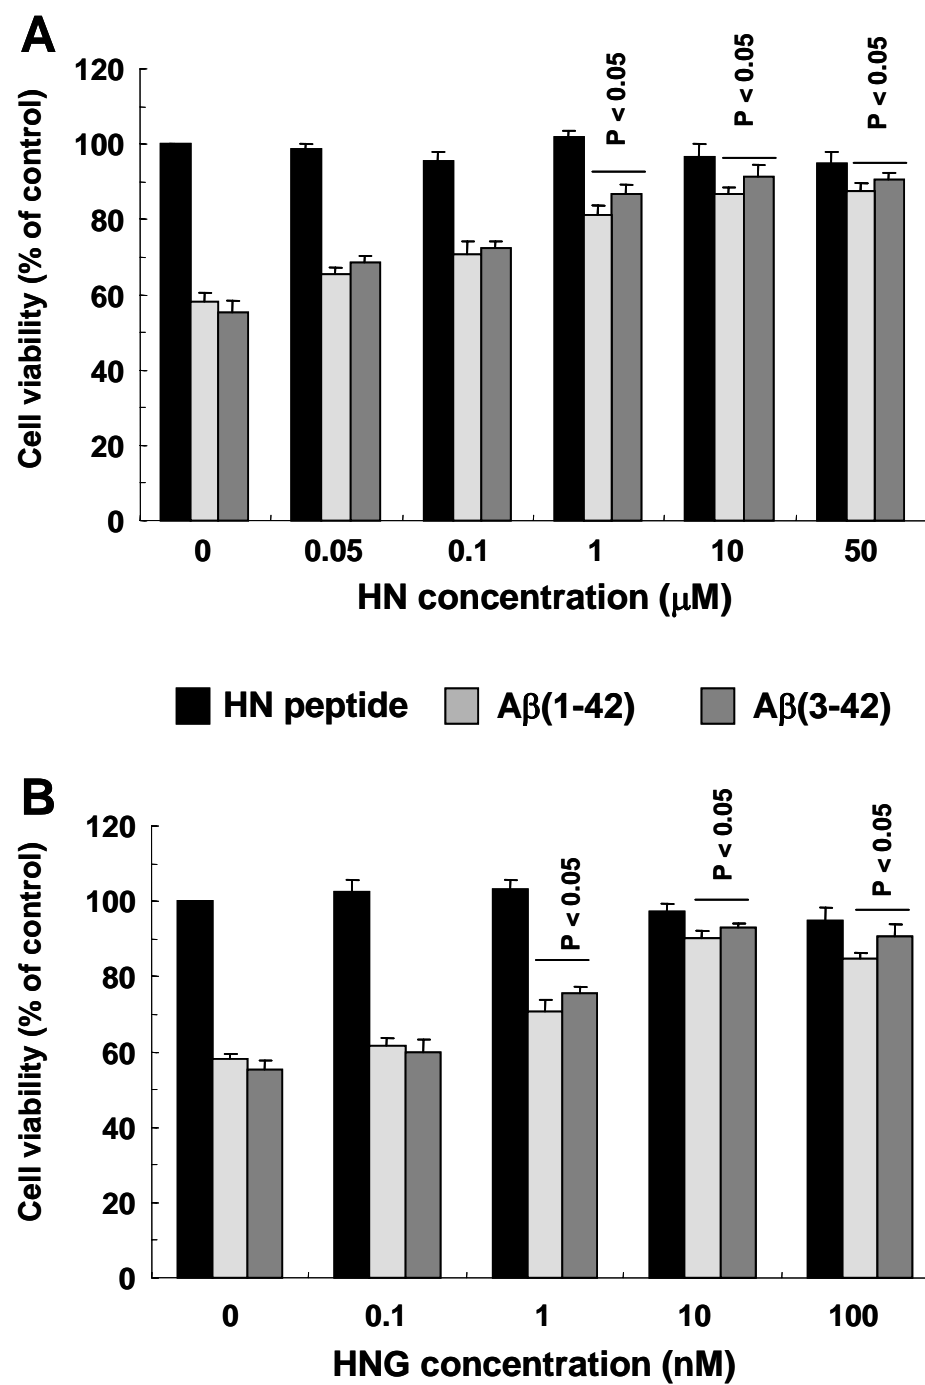 A
P < 0.05
P < 0.05
P < 0.05
Cell viability (% of control)
120
100
80
60
40
20
0
0 0.05 0.1 1 10 50
HN concentration (μM)
HN peptide Aβ(1-42) Aβ(3-42)
B
P < 0.05
P < 0.05
P < 0.05
Cell viability (% of control)
120
100
80
60
40
20
0
0 0.1 1 10 100
HNG concentration (nM)